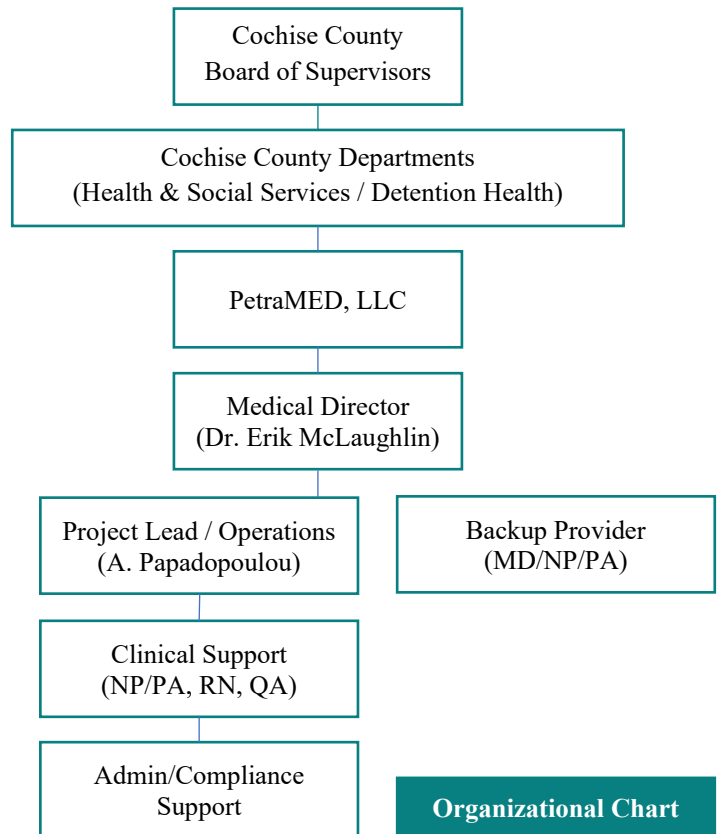 Cochise County
Board of Supervisors
Cochise County Departments
(Health & Social Services / Detention Health)
PetraMED, LLC
Medical Director
(Dr. Erik McLaughlin)
Project Lead / Operations
(A. Papadopoulou)
Backup Provider
(MD/NP/PA)
Clinical Support
(NP/PA, RN, QA)
Admin/Compliance
Support
Organizational Chart